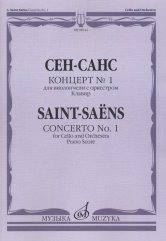 СЕН-САНС
КОНЦЕРТ № 1
для виолончели с оркестром
Клавир
SAINT-SAËNS
CONCERTO No. 1
for Cello and Orchestra
Piano Score
МУЗЫКА MUZYKA